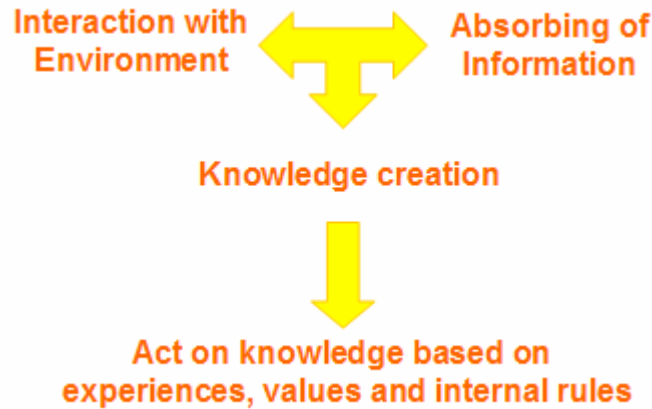 Interaction with
Environment
Absorbing of
Information
Knowledge creation
Act on knowledge based on
experiences, values and internal rules